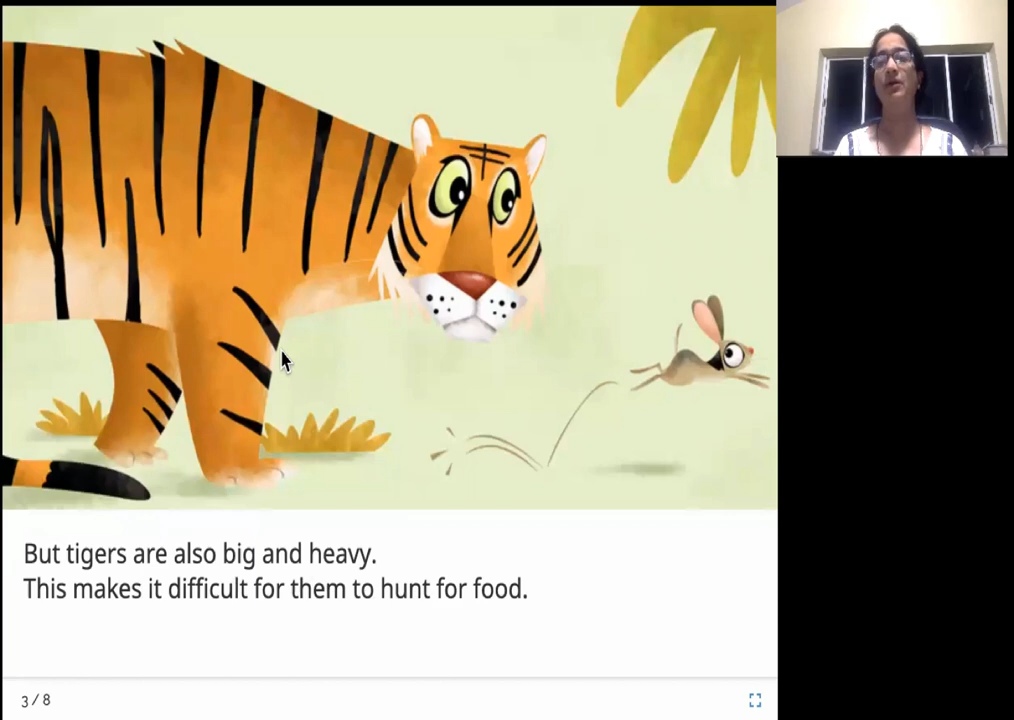 But tigers are also big and heavy.
This makes it difficult for them to hunt for food.
3 / 8